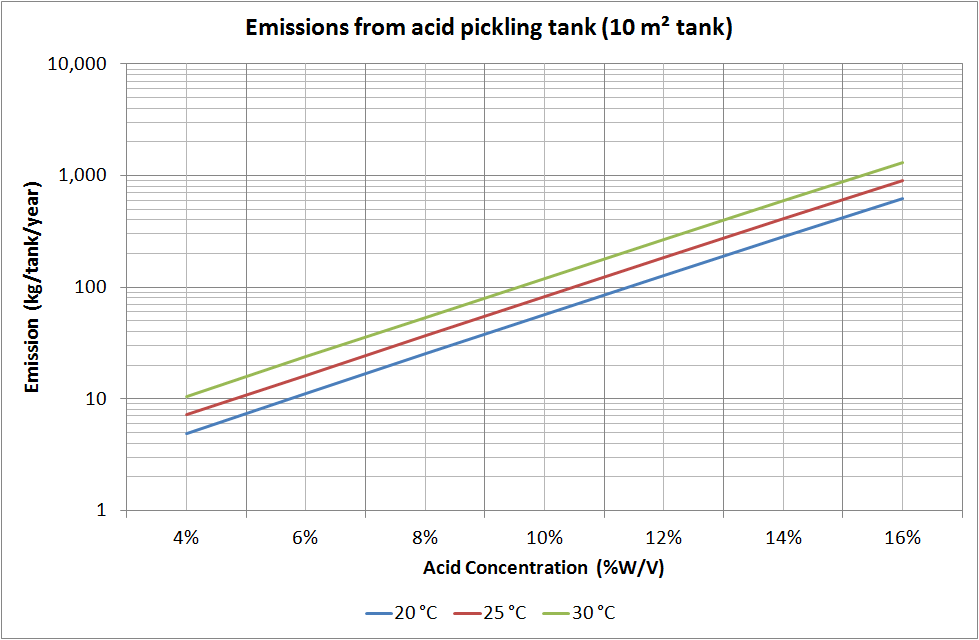 Emissions from acid pickling tank (10 m² tank)
10,000
1,000
100
10
1
Emission (kg/tank/year)
4% 6% 8% 10% 12% 14% 16%
Acid Concentration (%W/V)
20 °C 25 °C 30 °C